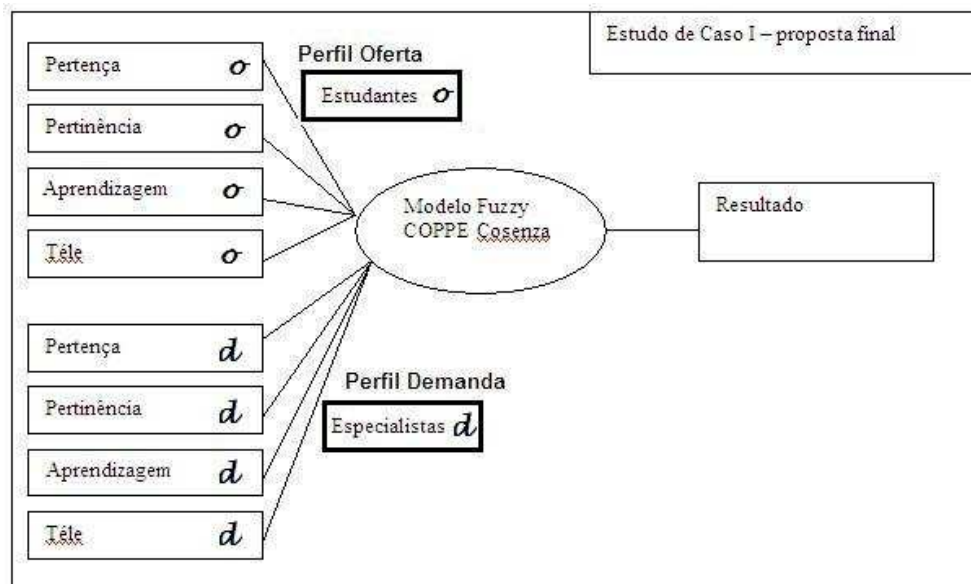 Estudo de Caso I – proposta final
Perfil Oferta
Estudantes o
Pertença o
Pertinência o
Aprendizagem o
Téle o
Modelo Fuzzy
COPPE Cosenza
Resultado
Pertença d
Pertinência d
Aprendizagem d
Téle d
Perfil Demanda
Especialistas d